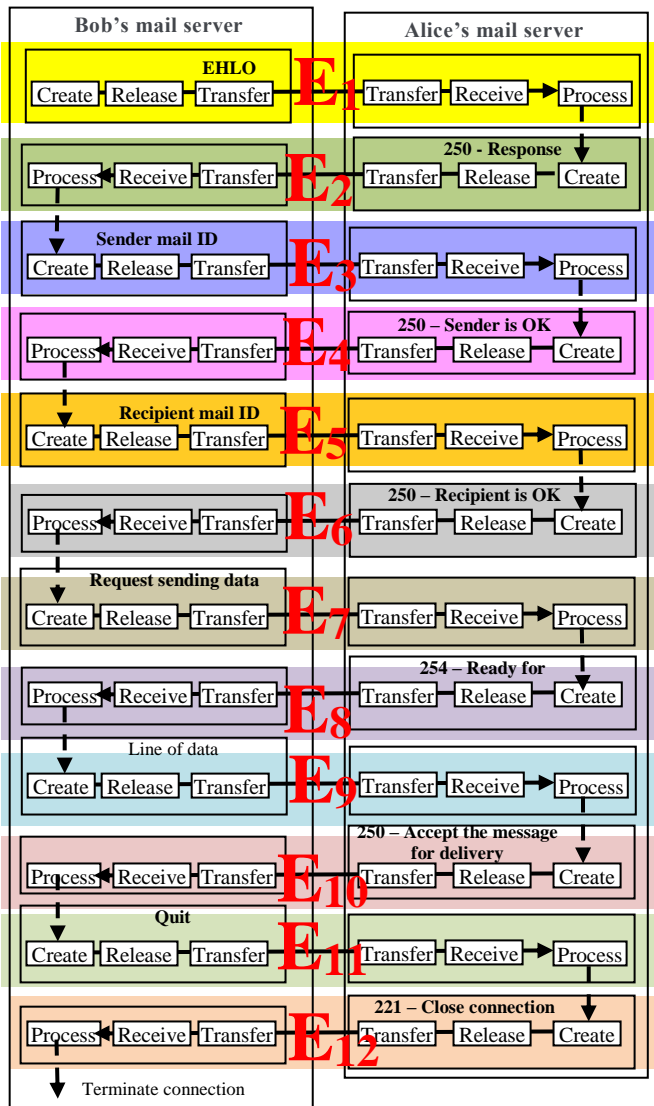 Bob's mail server
Alice's mail server
EHLO
Create Release Transfer E1 Transfer Receive Process
250 - Response
Process Receive Transfer E2 Transfer Release Create
Sender mail ID
Create Release Transfer E3 Transfer Receive Process
250 – Sender is OK
Process Receive Transfer E4 Transfer Release Create
Recipient mail ID
Create Release Transfer E5 Transfer Receive Process
250 – Recipient is OK
Process Receive Transfer E6 Transfer Release Create
Request sending data
Create Release Transfer E7 Transfer Receive Process
254 – Ready for
Process Receive Transfer E8 Transfer Release Create
Line of data
Create Release Transfer E9 Transfer Receive Process
250 – Accept the message
for delivery
Process Receive Transfer E10 Transfer Release Create
Quit
Create Release Transfer E11 Transfer Receive Process
221 – Close connection
Process Receive Transfer E12 Transfer Release Create
Terminate connection